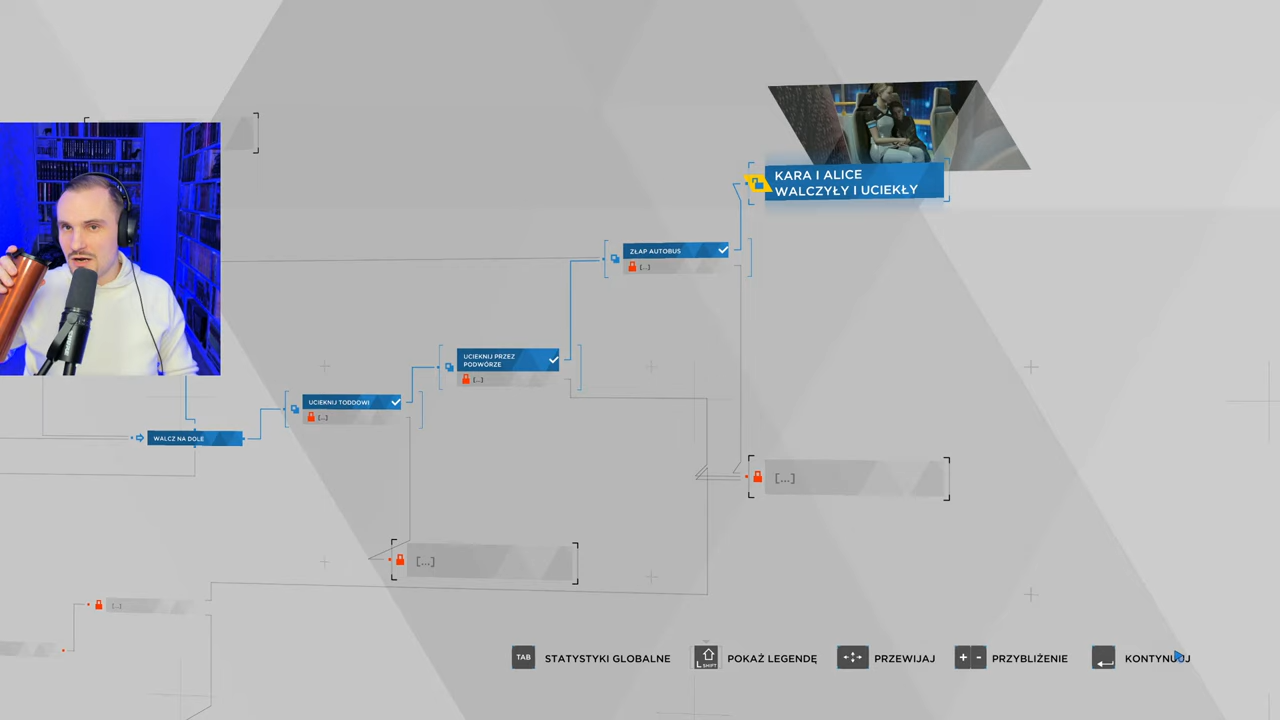 KARA I ALICE
WALCZYŁY I UCIEKŁY
ZŁAP AUTOBUS
[...]
UCIEKNIJ PRZEZ
PODWÓRZE
[...]
UCIEKNIJ TODDOWI
[...]
WALCZ NA DOLE
[...]
[...]
[...]
TAB STATYSTYKI GLOBALNE
L SHIFT POKAŻ LEGENDĘ
PRZEWIJAJ
+ - PRZYBLIŻENIE
KONTYNUUJ